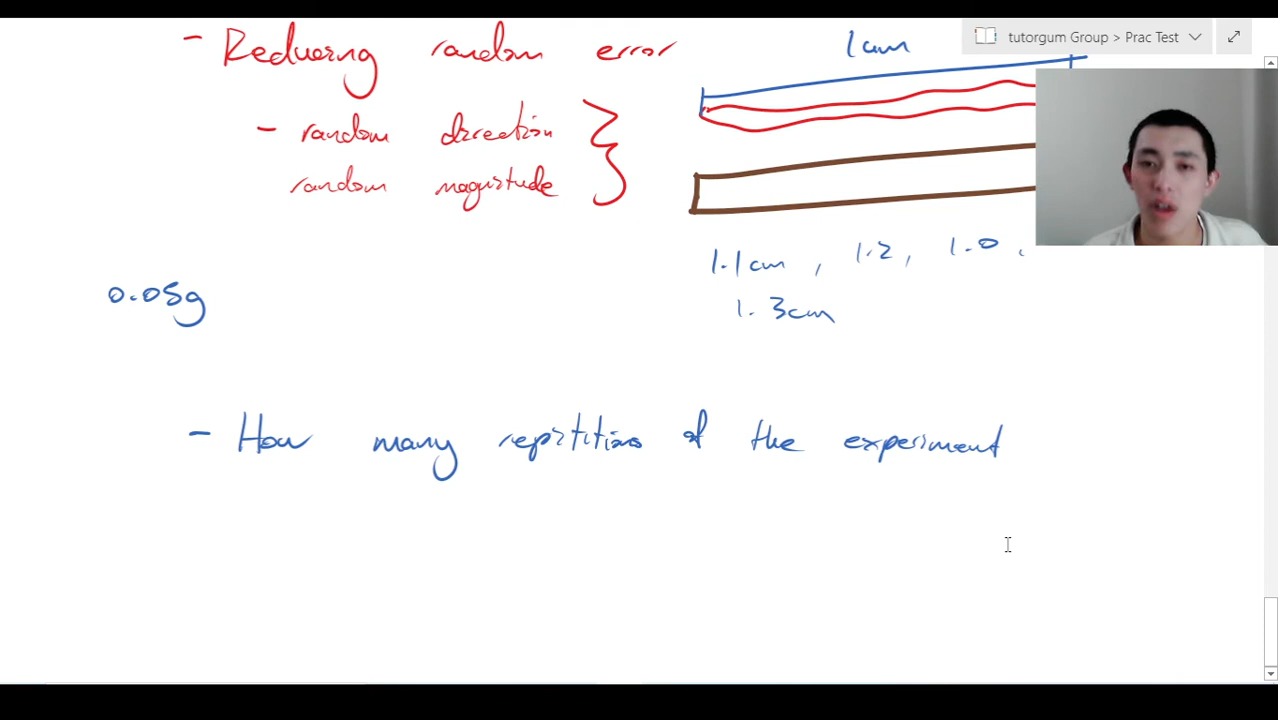 - Reducing random error
1cm
tutorgum Group > Prac Test
- random direction
random magnitude
1.1cm, 1.2, 1.0,
1.3cm
0.05g
- How many repititions of the experiment